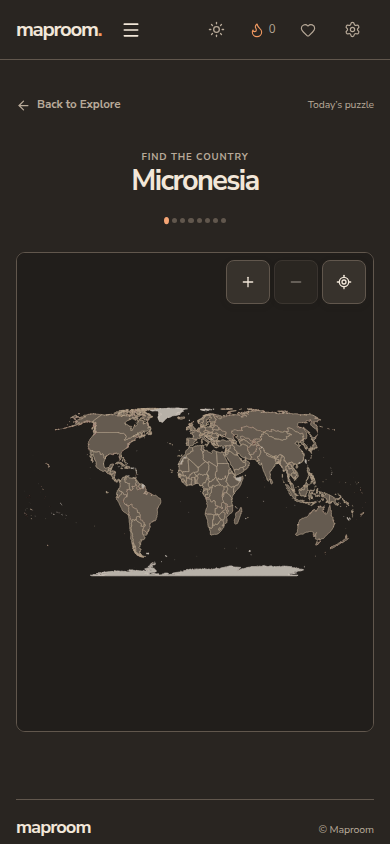 maproom.
0
Back to Explore
Today's puzzle
FIND THE COUNTRY
Micronesia
maproom
© Maproom